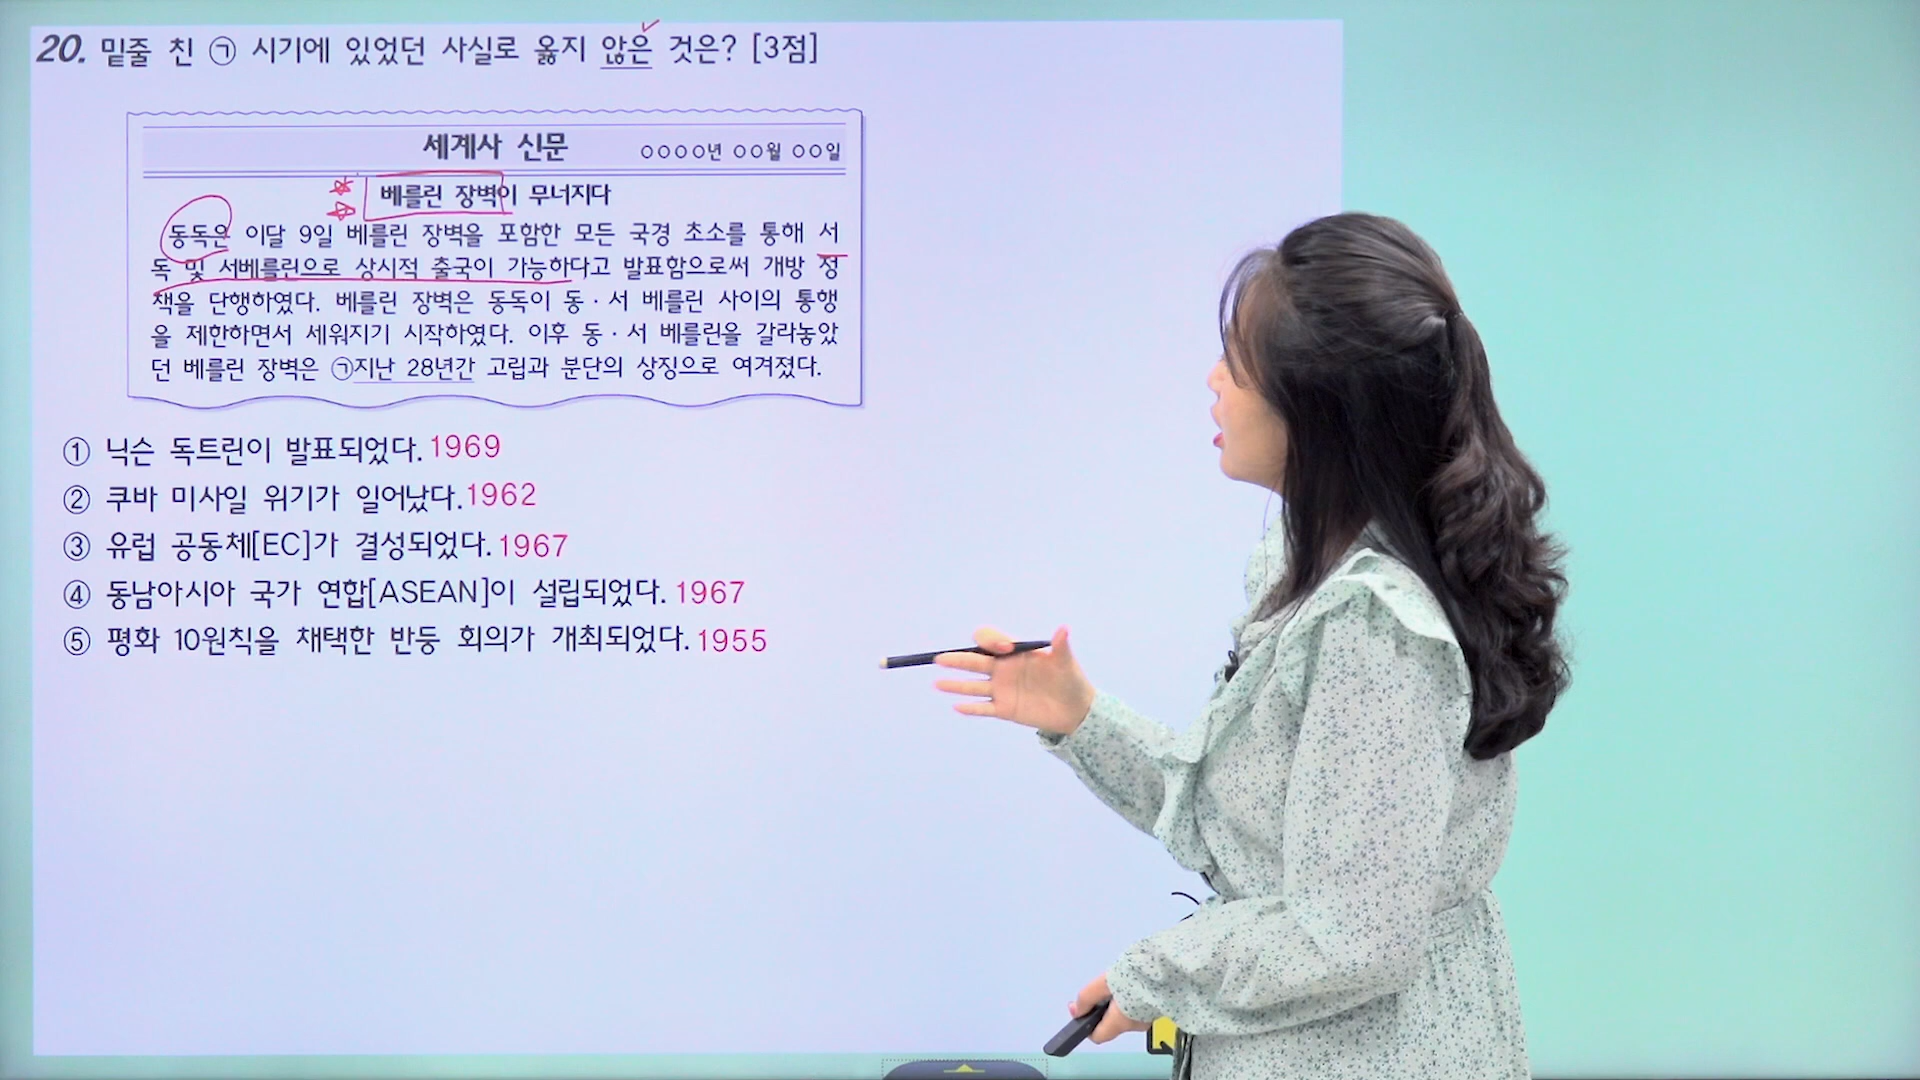 20. 밑줄 친 ㉠ 시기에 있었던 사실로 옳지 않은 것은? [3점]
세계사 신문
○○○○년 ○○월 ○○일
베를린 장벽이 무너지다
동독은 이달 9일 베를린 장벽을 포함한 모든 국경 초소를 통해 서
독 및 서베를린으로 상시적 출국이 가능하다고 발표함으로써 개방 정
책을 단행하였다. 베를린 장벽은 동독이 동·서 베를린 사이의 통행
을 제한하면서 세워지기 시작하였다. 이후 동·서 베를린을 갈라놓았
던 베를린 장벽은 ㉠지난 28년간 고립과 분단의 상징으로 여겨졌다.
① 닉슨 독트린이 발표되었다. 1969
② 쿠바 미사일 위기가 일어났다. 1962
③ 유럽 공동체[EC]가 결성되었다. 1967
④ 동남아시아 국가 연합[ASEAN]이 설립되었다. 1967
⑤ 평화 10원칙을 채택한 반둥 회의가 개최되었다. 1955